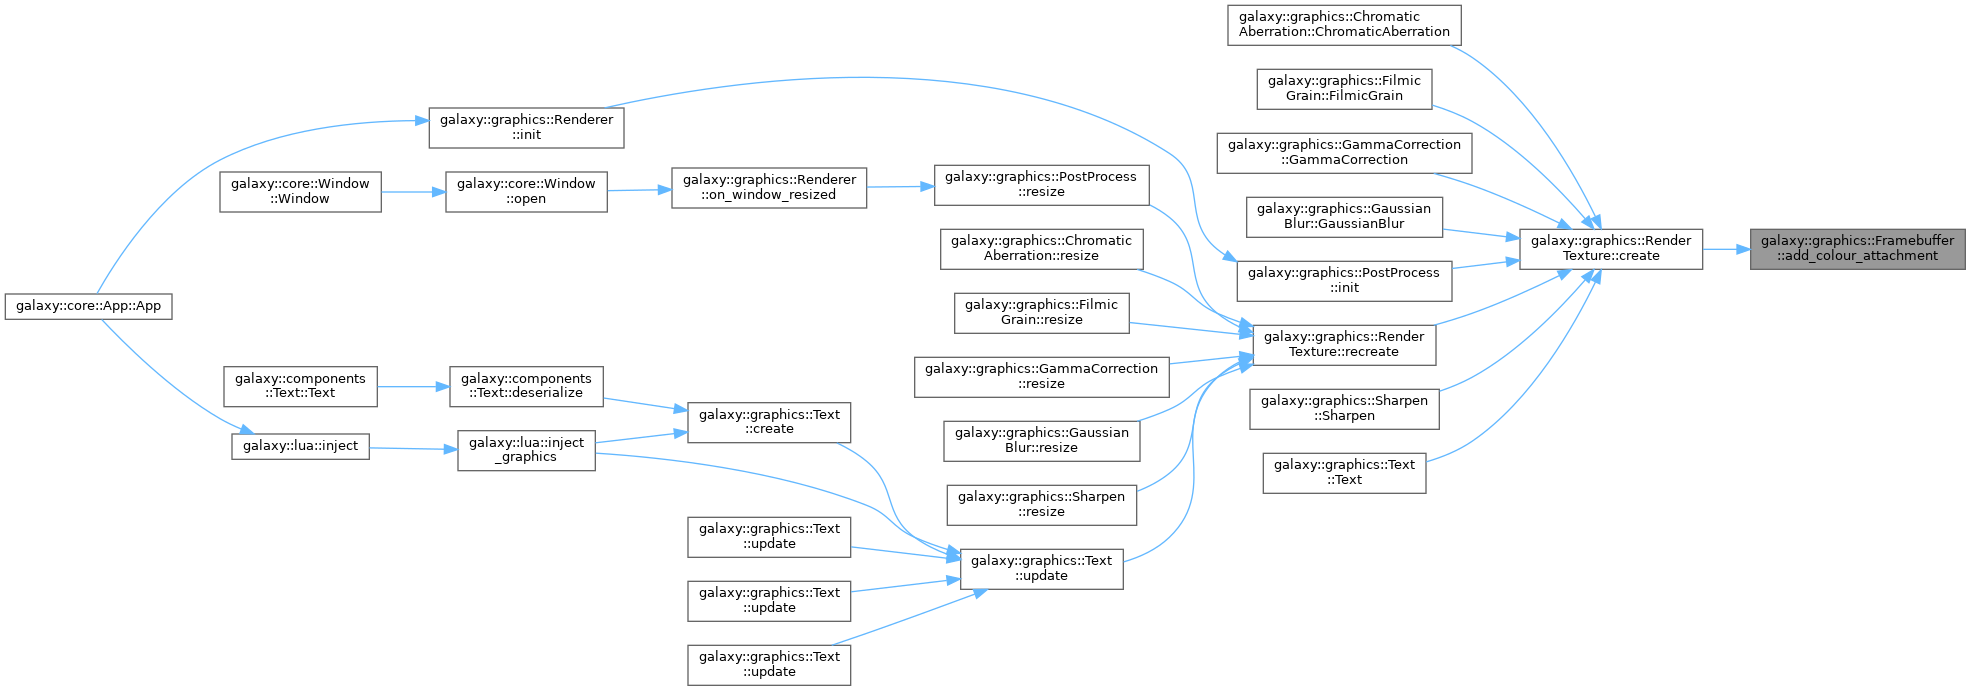 galaxy::graphics::Chromatic
Aberration::ChromaticAberration
galaxy::graphics::Filmic
Grain::FilmicGrain
galaxy::graphics::Renderer
::init
galaxy::graphics::GammaCorrection
::GammaCorrection
galaxy::core::Window
::Window
galaxy::core::Window
::open
galaxy::graphics::Renderer
::on_window_resized
galaxy::graphics::PostProcess
::resize
galaxy::graphics::Gaussian
Blur::GaussianBlur
galaxy::graphics::Chromatic
Aberration::resize
galaxy::graphics::Render
Texture::create
galaxy::graphics::Framebuffer
::add_colour_attachment
galaxy::graphics::PostProcess
::init
galaxy::core::App::App
galaxy::graphics::Filmic
Grain::resize
galaxy::graphics::Render
Texture::recreate
galaxy::graphics::GammaCorrection
::resize
galaxy::components
::Text::Text
galaxy::components
::Text::deserialize
galaxy::graphics::Sharpen
::Sharpen
galaxy::graphics::Text
::create
galaxy::graphics::Gaussian
Blur::resize
galaxy::lua::inject
galaxy::lua::inject
_graphics
galaxy::graphics::Text
::Text
galaxy::graphics::Sharpen
::resize
galaxy::graphics::Text
::update
galaxy::graphics::Text
::update
galaxy::graphics::Text
::update
galaxy::graphics::Text
::update